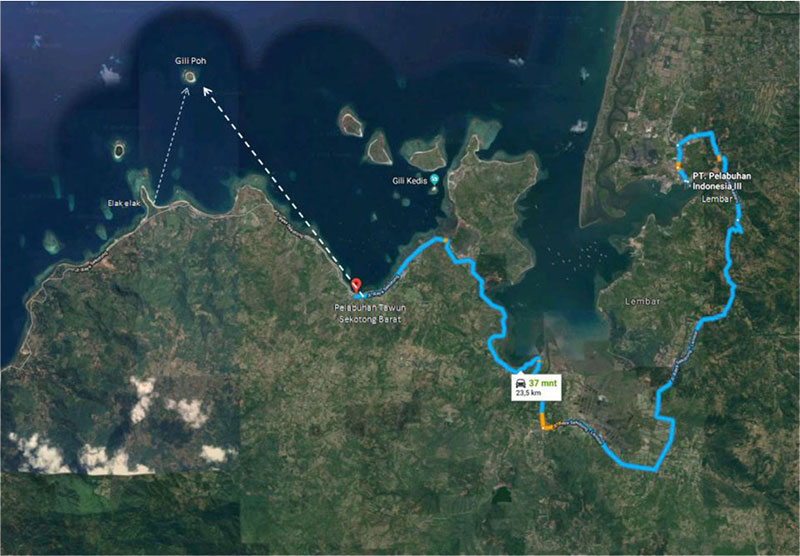 Gili Poh
Gili Kedis
Elak elak
PT. Pelabuhan
Indonesia III
Lembar
Lembar
Pelabuhan Tawun
Sekotong Barat
37 mnt
23,5 km